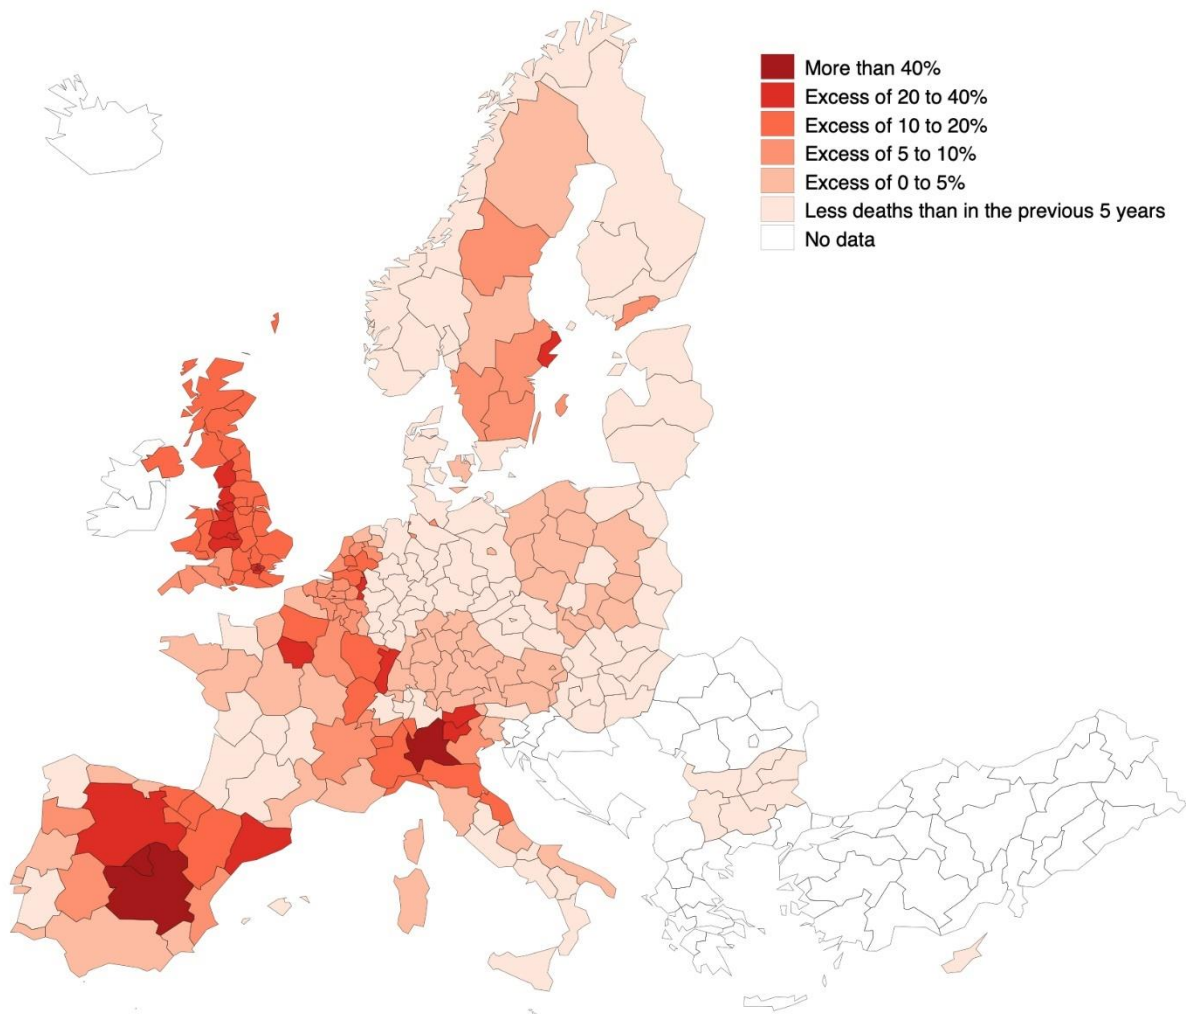 More than 40%
Excess of 20 to 40%
Excess of 10 to 20%
Excess of 5 to 10%
Excess of 0 to 5%
Less deaths than in the previous 5 years
No data